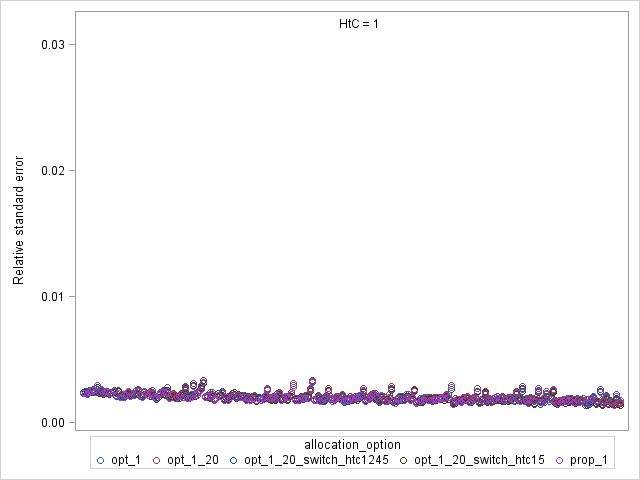 HtC = 1
0.03
0.02
0.01
0.00
Relative standard error
allocation_option
opt_1 opt_1_20 opt_1_20_switch_htc1245 opt_1_20_switch_htc15 prop_1